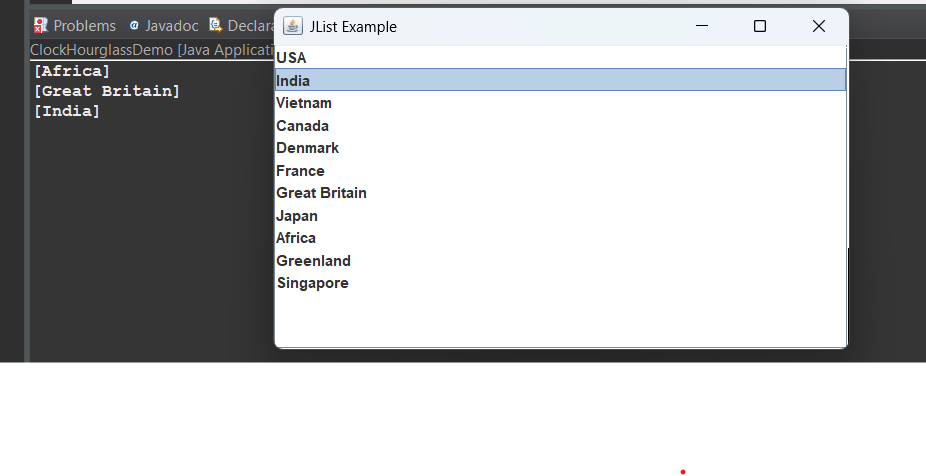 Problems @ Javadoc Declara
ClockHourglassDemo [Java Applicati
[Africa]
[Great Britain]
[India]
JList Example
USA
India
Vietnam
Canada
Denmark
France
Great Britain
Japan
Africa
Greenland
Singapore